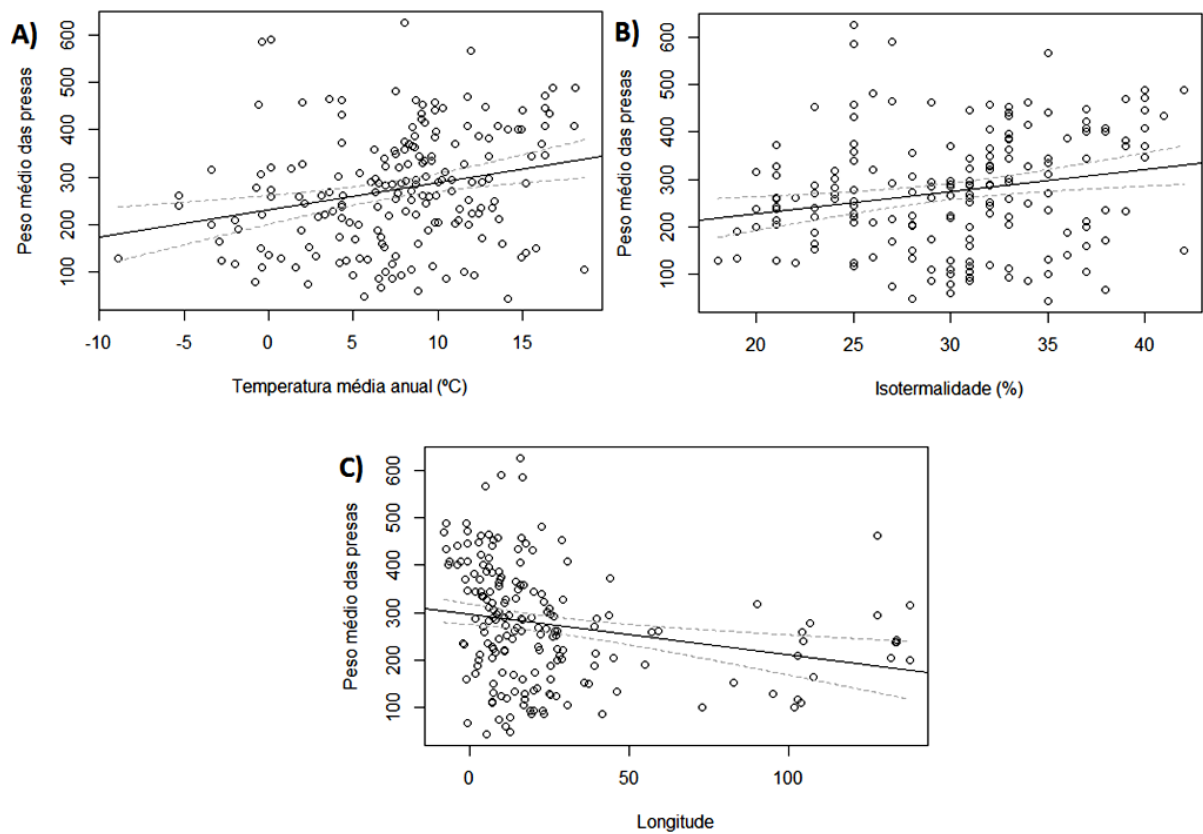 A)
Peso médio das presas
100 200 300 400 500 600
-10 -5 0 5 10 15
Temperatura média anual (ºC)
B)
Peso médio das presas
100 200 300 400 500 600
20 25 30 35 40
Isotermalidade (%)
C)
Peso médio das presas
100 200 300 400 500 600
0 50 100
Longitude